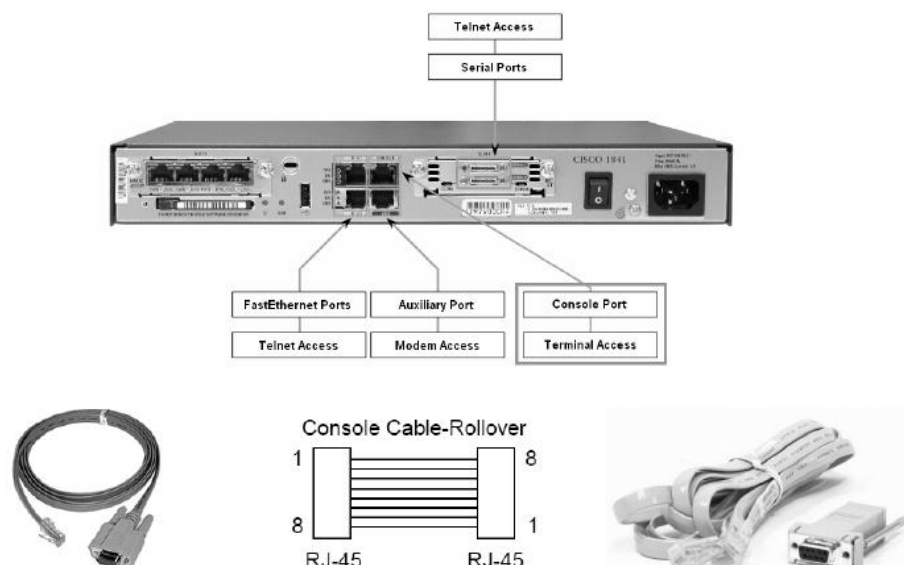 Telnet Access
Serial Ports
CISCO 1841
FastEthernet Ports
Auxiliary Port
Console Port
Telnet Access
Modem Access
Terminal Access
Console Cable-Rollover
1
8
8
1
RJ-45
RJ-45